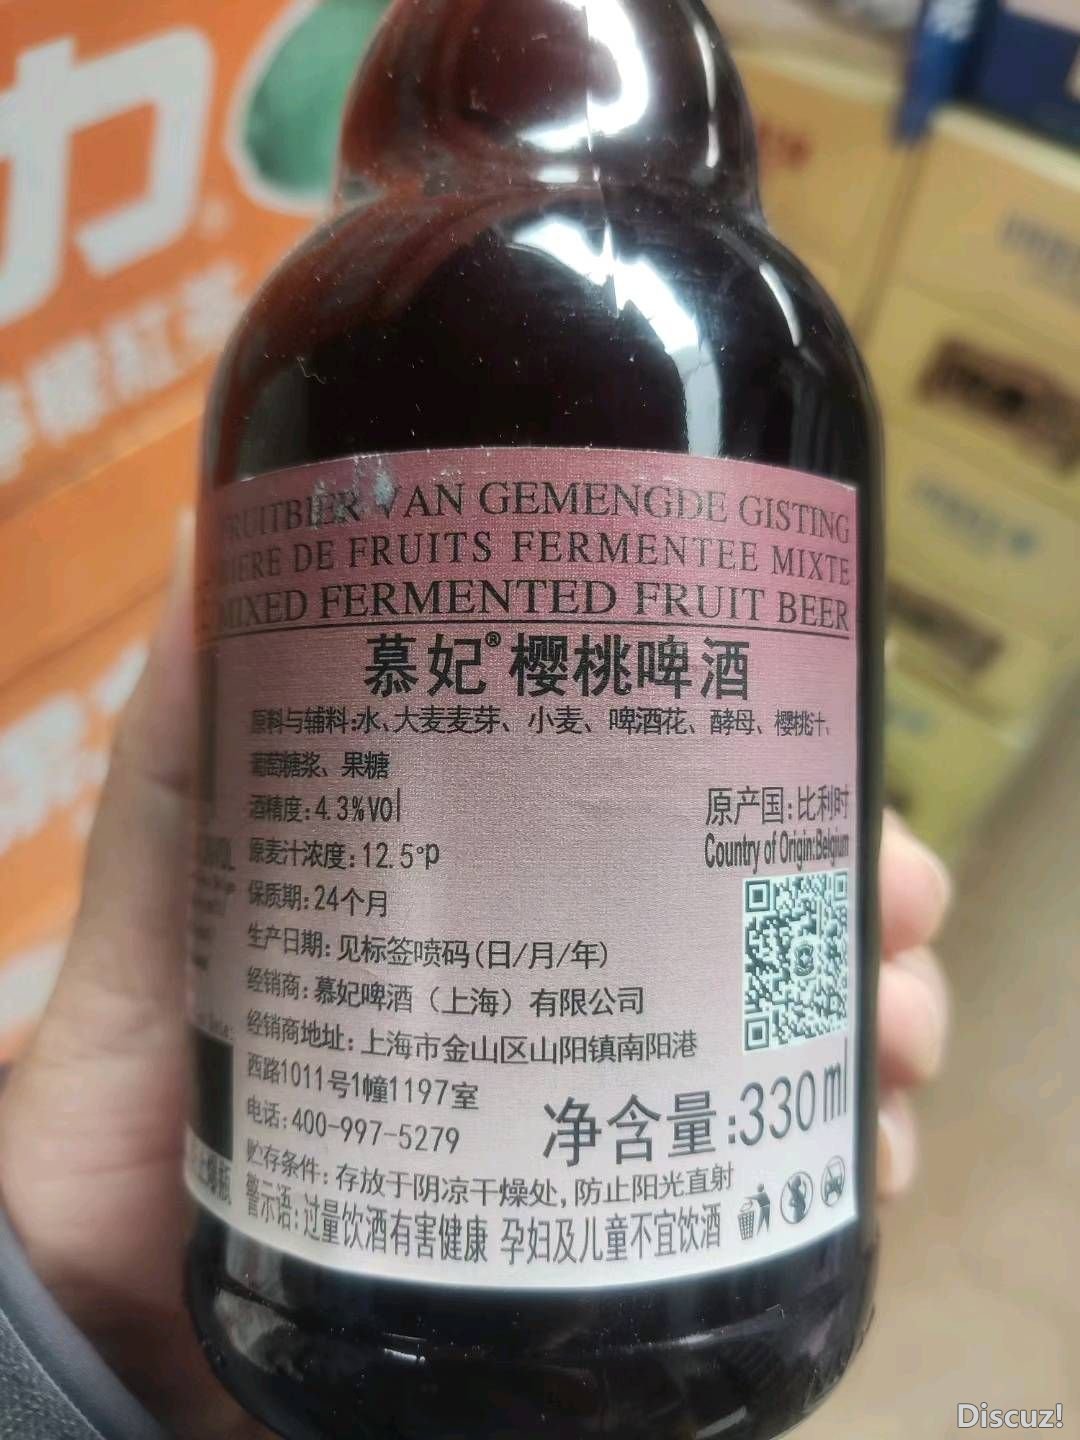 力
FRUITBIER VAN GEMENGDE GISTING
BIERE DE FRUITS FERMENTEE MIXTE
MIXED FERMENTED FRUIT BEER
慕妃®樱桃啤酒
原料与辅料:水、大麦麦芽、小麦、啤酒花、酵母、樱桃汁、
葡萄糖浆、果糖
酒精度:4.3%Vol
原麦汁浓度:12.5°p
保质期:24个月
原产国:比利时
Country of Origin:Belgium
生产日期:见标签喷码(日/月/年)
经销商:慕妃啤酒（上海）有限公司
经销商地址:上海市金山区山阳镇南阳港
西路1011号1幢1197室
电话:400-997-5279
净含量:330ml
贮存条件:存放于阴凉干燥处,防止阳光直射
警示语:过量饮酒有害健康 孕妇及儿童不宜饮酒
Discuz!